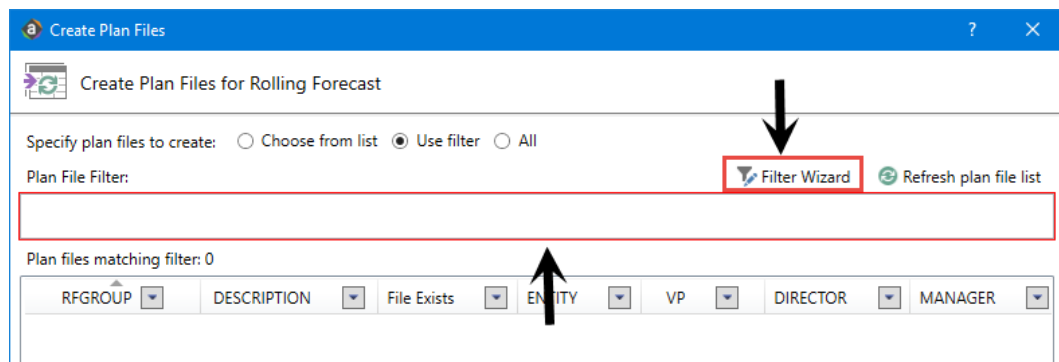 Create Plan Files ?
Create Plan Files for Rolling Forecast
Specify plan files to create: Choose from list Use filter All
Plan File Filter: Filter Wizard Refresh plan file list
Plan files matching filter: 0
RFGROUP DESCRIPTION File Exists ENTITY VP DIRECTOR MANAGER